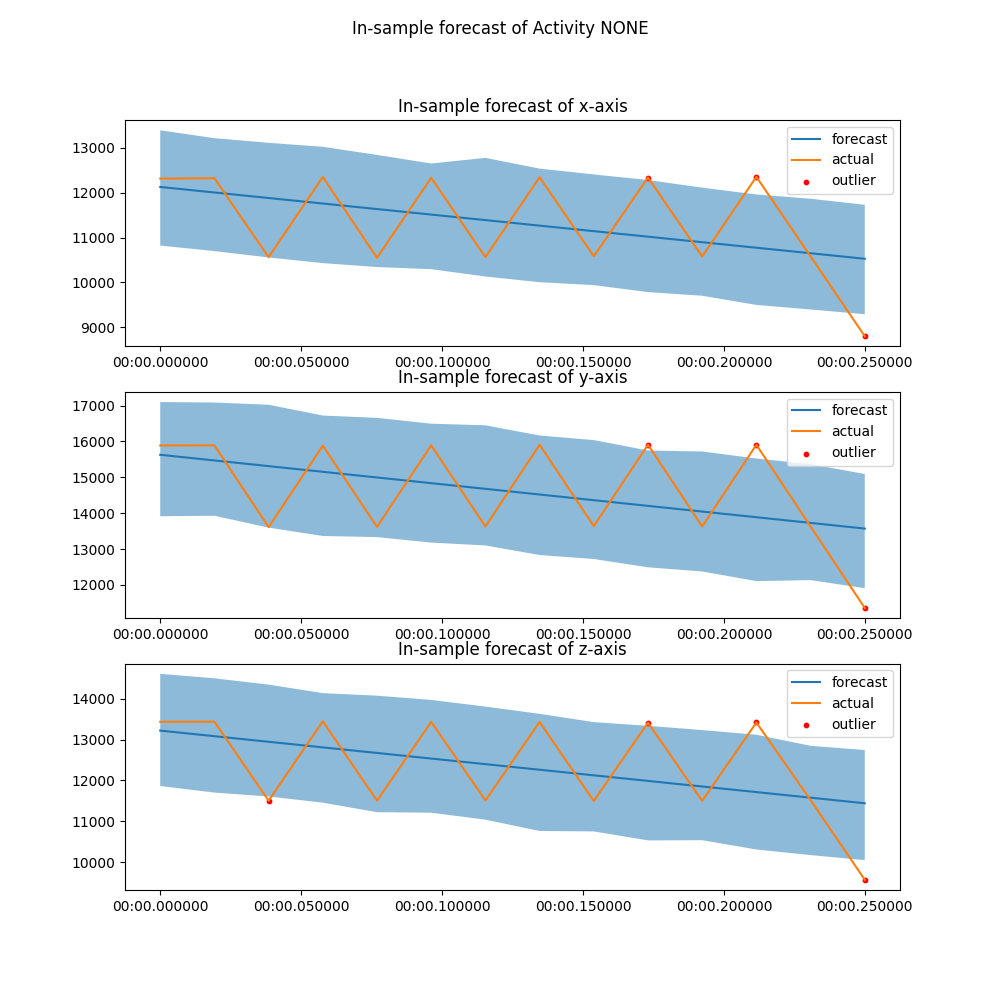 In-sample forecast of Activity NONE
In-sample forecast of x-axis
13000
12000
11000
10000
9000
forecast
actual
outlier
00:00.000000 00:00.050000 00:00.100000 00:00.150000 00:00.200000 00:00.250000
In-sample forecast of y-axis
17000
16000
15000
14000
13000
12000
forecast
actual
outlier
00:00.000000 00:00.050000 00:00.100000 00:00.150000 00:00.200000 00:00.250000
In-sample forecast of z-axis
14000
13000
12000
11000
10000
forecast
actual
outlier
00:00.000000 00:00.050000 00:00.100000 00:00.150000 00:00.200000 00:00.250000